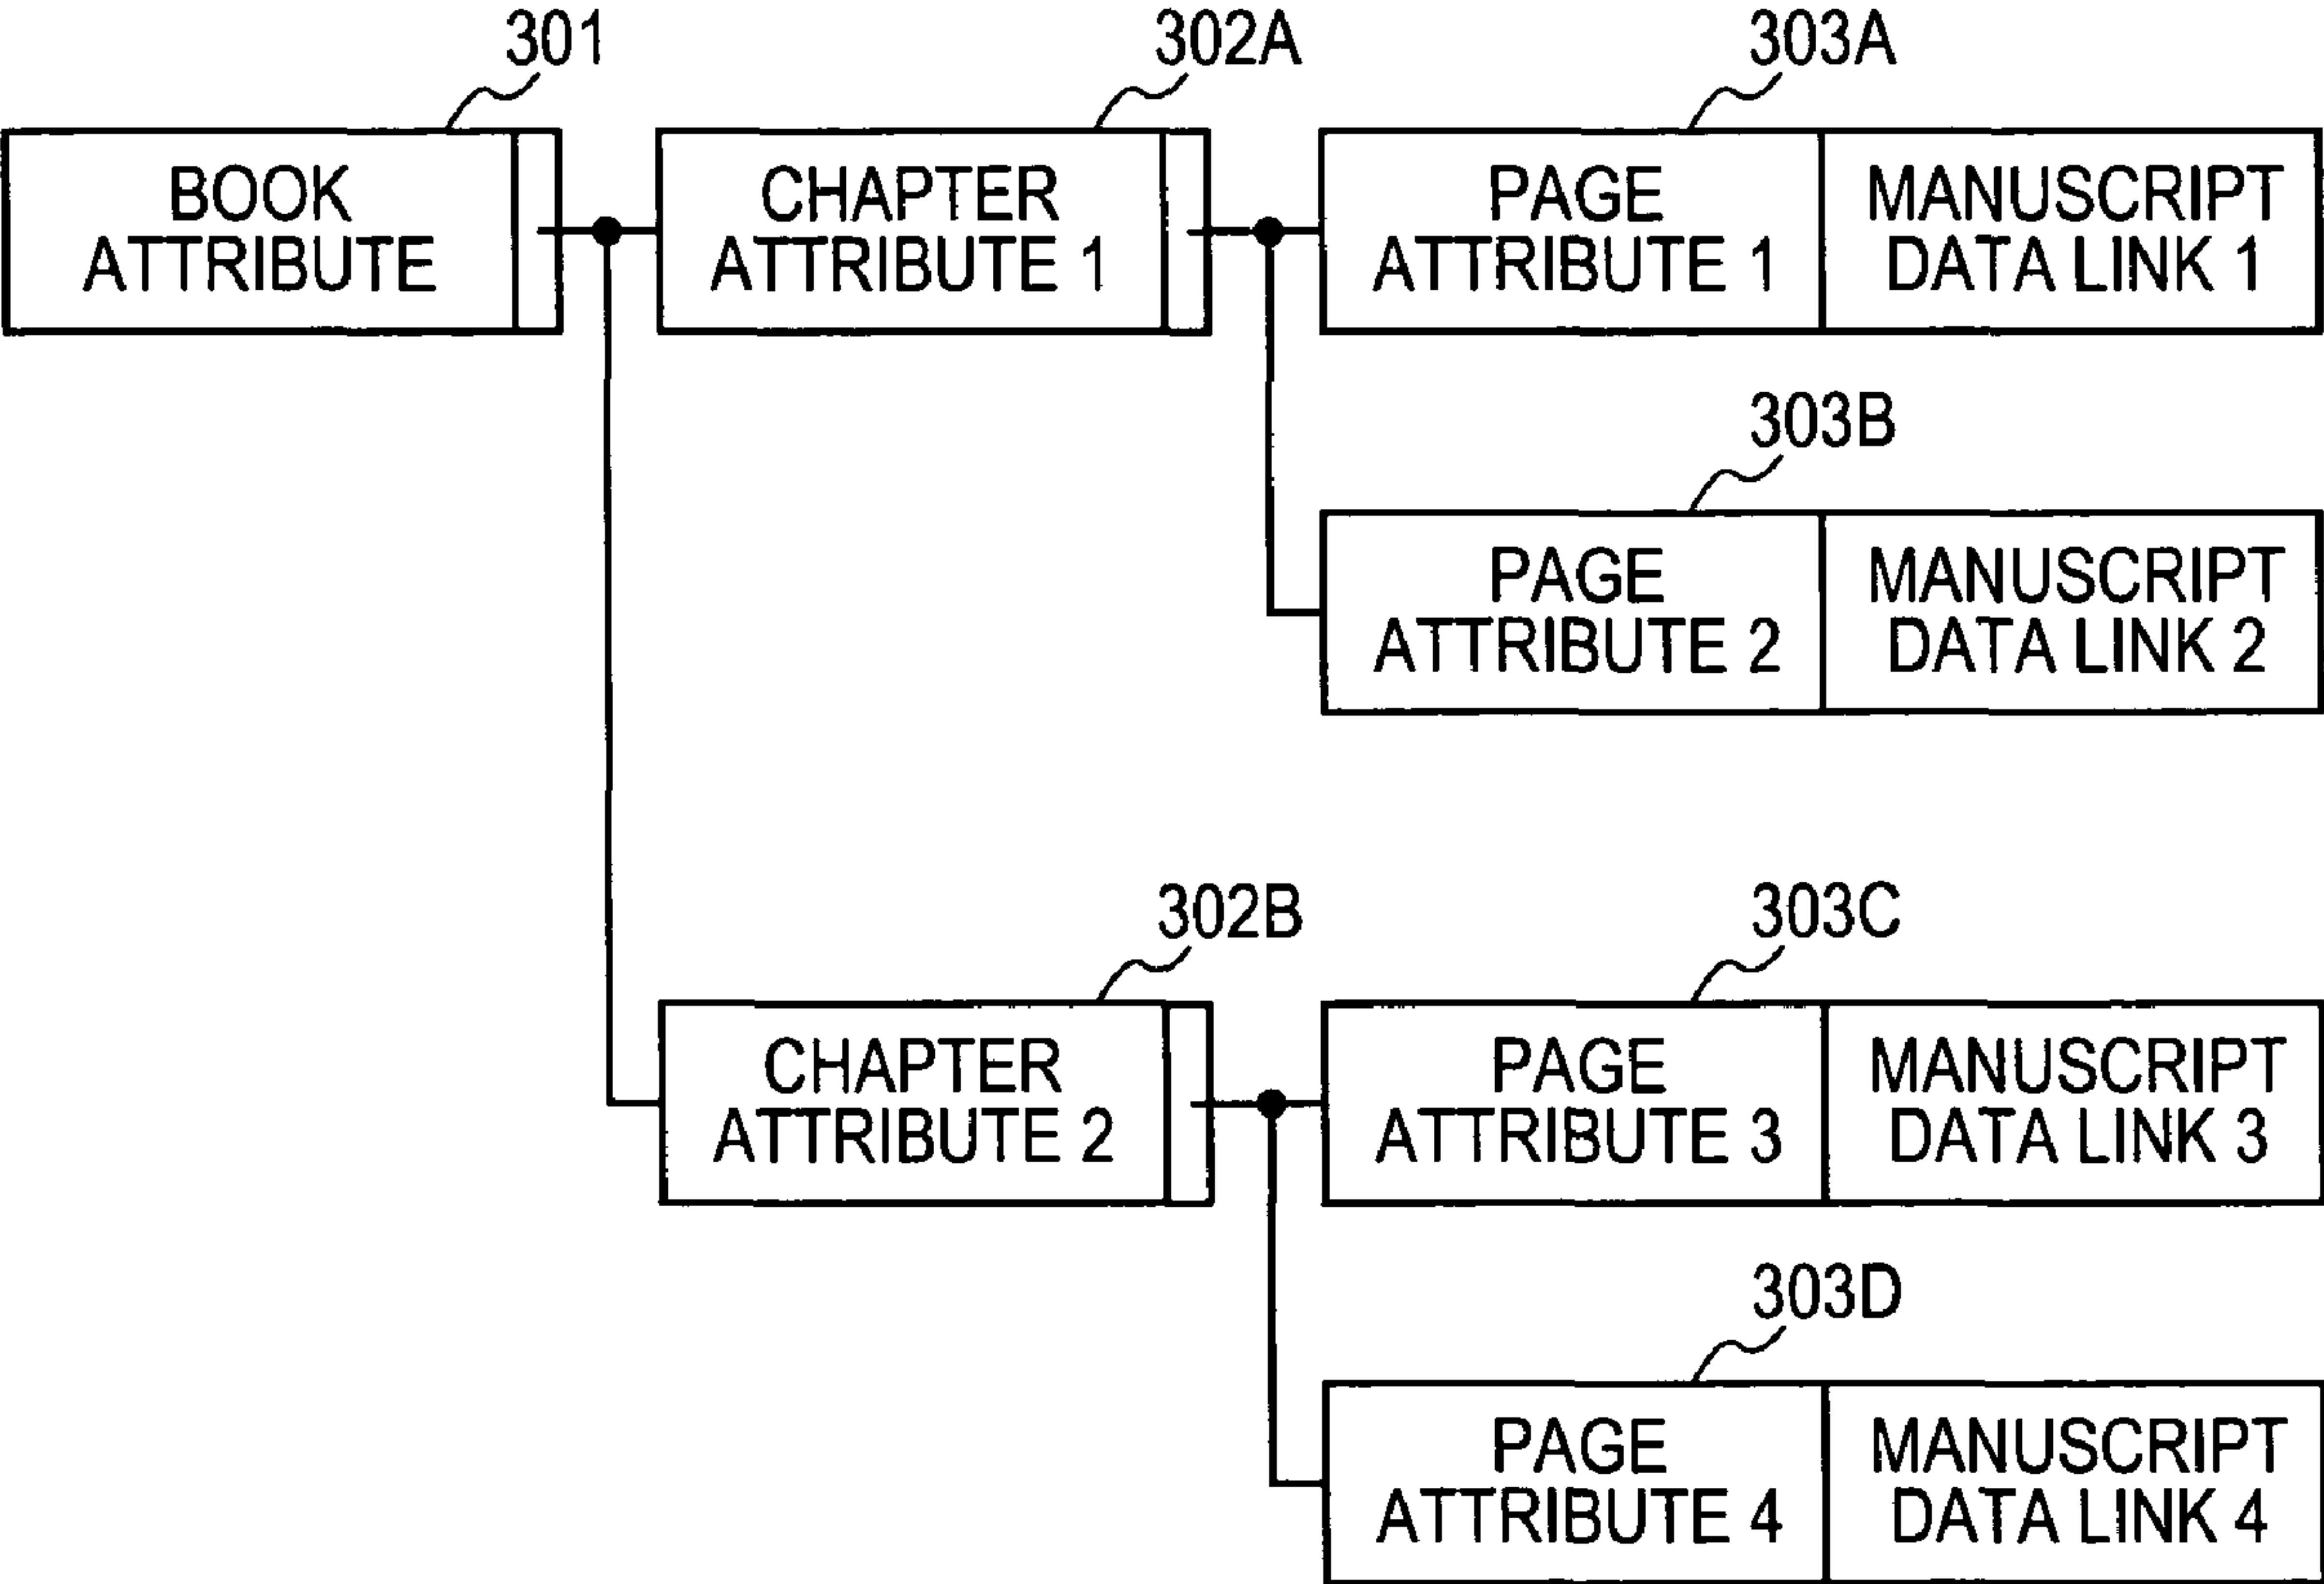 301
302A
303A
BOOK
ATTRIBUTE
CHAPTER
ATTRIBUTE 1
PAGE
ATTRIBUTE 1
MANUSCRIPT
DATA LINK 1
303B
PAGE
ATTRIBUTE 2
MANUSCRIPT
DATA LINK 2
302B
303C
CHAPTER
ATTRIBUTE 2
PAGE
ATTRIBUTE 3
MANUSCRIPT
DATA LINK 3
303D
PAGE
ATTRIBUTE 4
MANUSCRIPT
DATA LINK 4